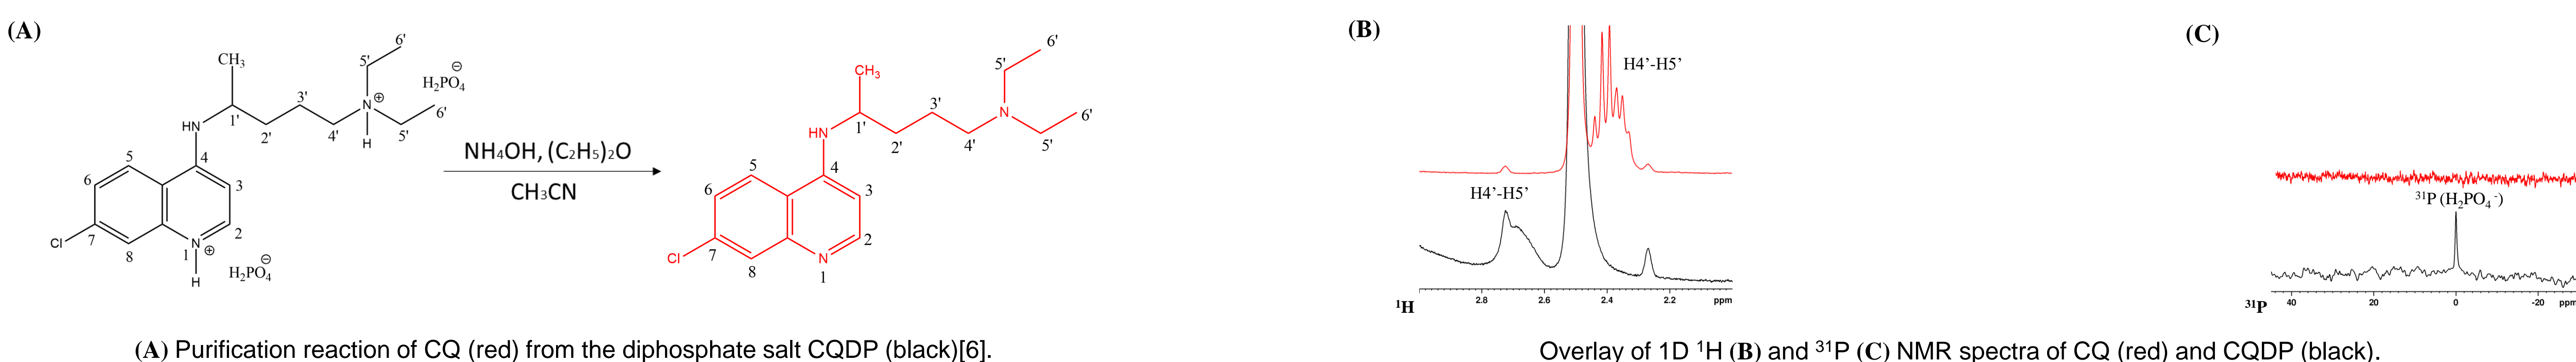 (A)
CH3
HN
1'
2'
3'
4'
5'
6'
N⊕
H
5'
6'
H2PO4⊖
5
4
6
3
Cl
7
2
8
1
N⊕
H
H2PO4⊖
NH4OH, (C2H5)2O
CH3CN
CH3
HN
1'
2'
3'
4'
5'
6'
N
5'
6'
5
4
6
3
Cl
7
2
8
N
1
(A) Purification reaction of CQ (red) from the diphosphate salt CQDP (black)[6].
(B)
H4’-H5’
H4’-H5’
2.8 2.6 2.4 2.2 ppm
1H
(C)
31P (H2PO4-)
40 20 0 -20 ppm
31P
Overlay of 1D 1H (B) and 31P (C) NMR spectra of CQ (red) and CQDP (black).